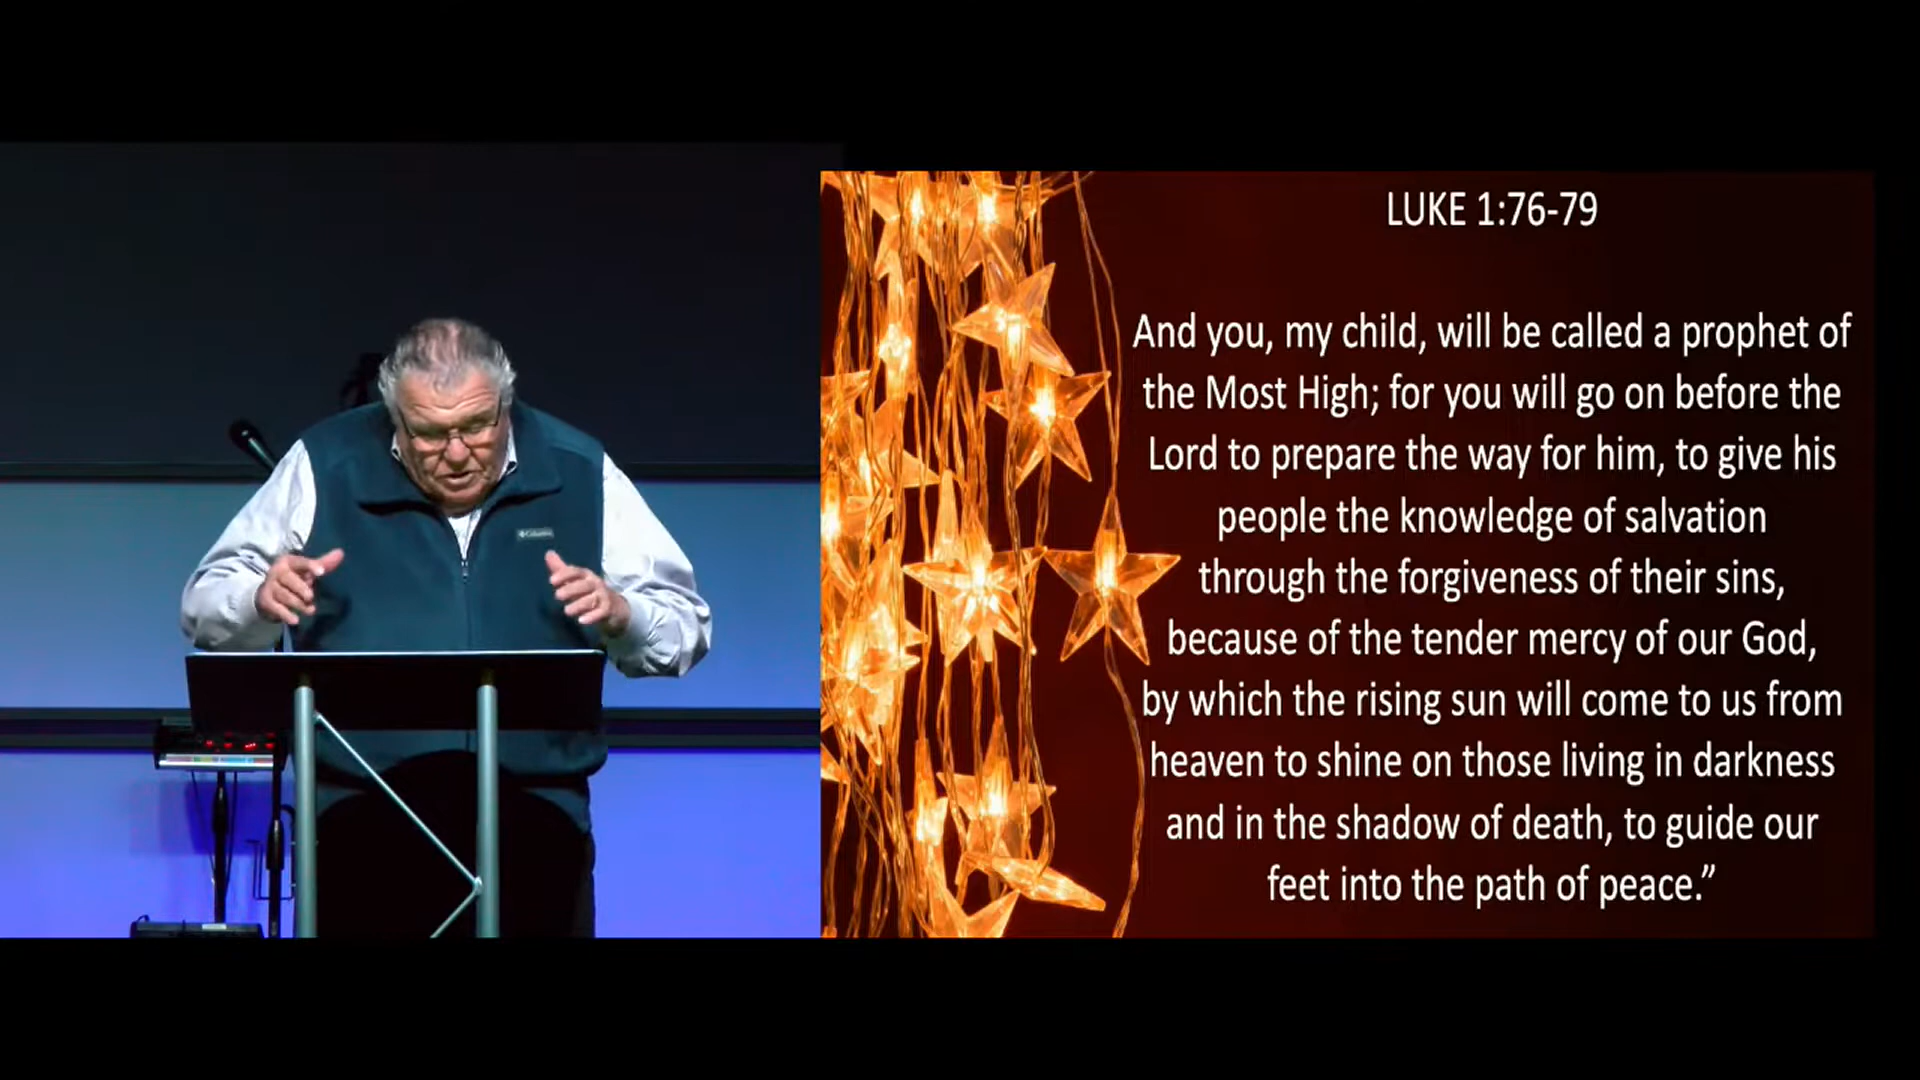 LUKE 1:76-79
And you, my child, will be called a prophet of
the Most High; for you will go on before the
Lord to prepare the way for him, to give his
people the knowledge of salvation
through the forgiveness of their sins,
because of the tender mercy of our God,
by which the rising sun will come to us from
heaven to shine on those living in darkness
and in the shadow of death, to guide our
feet into the path of peace.”
Columbia